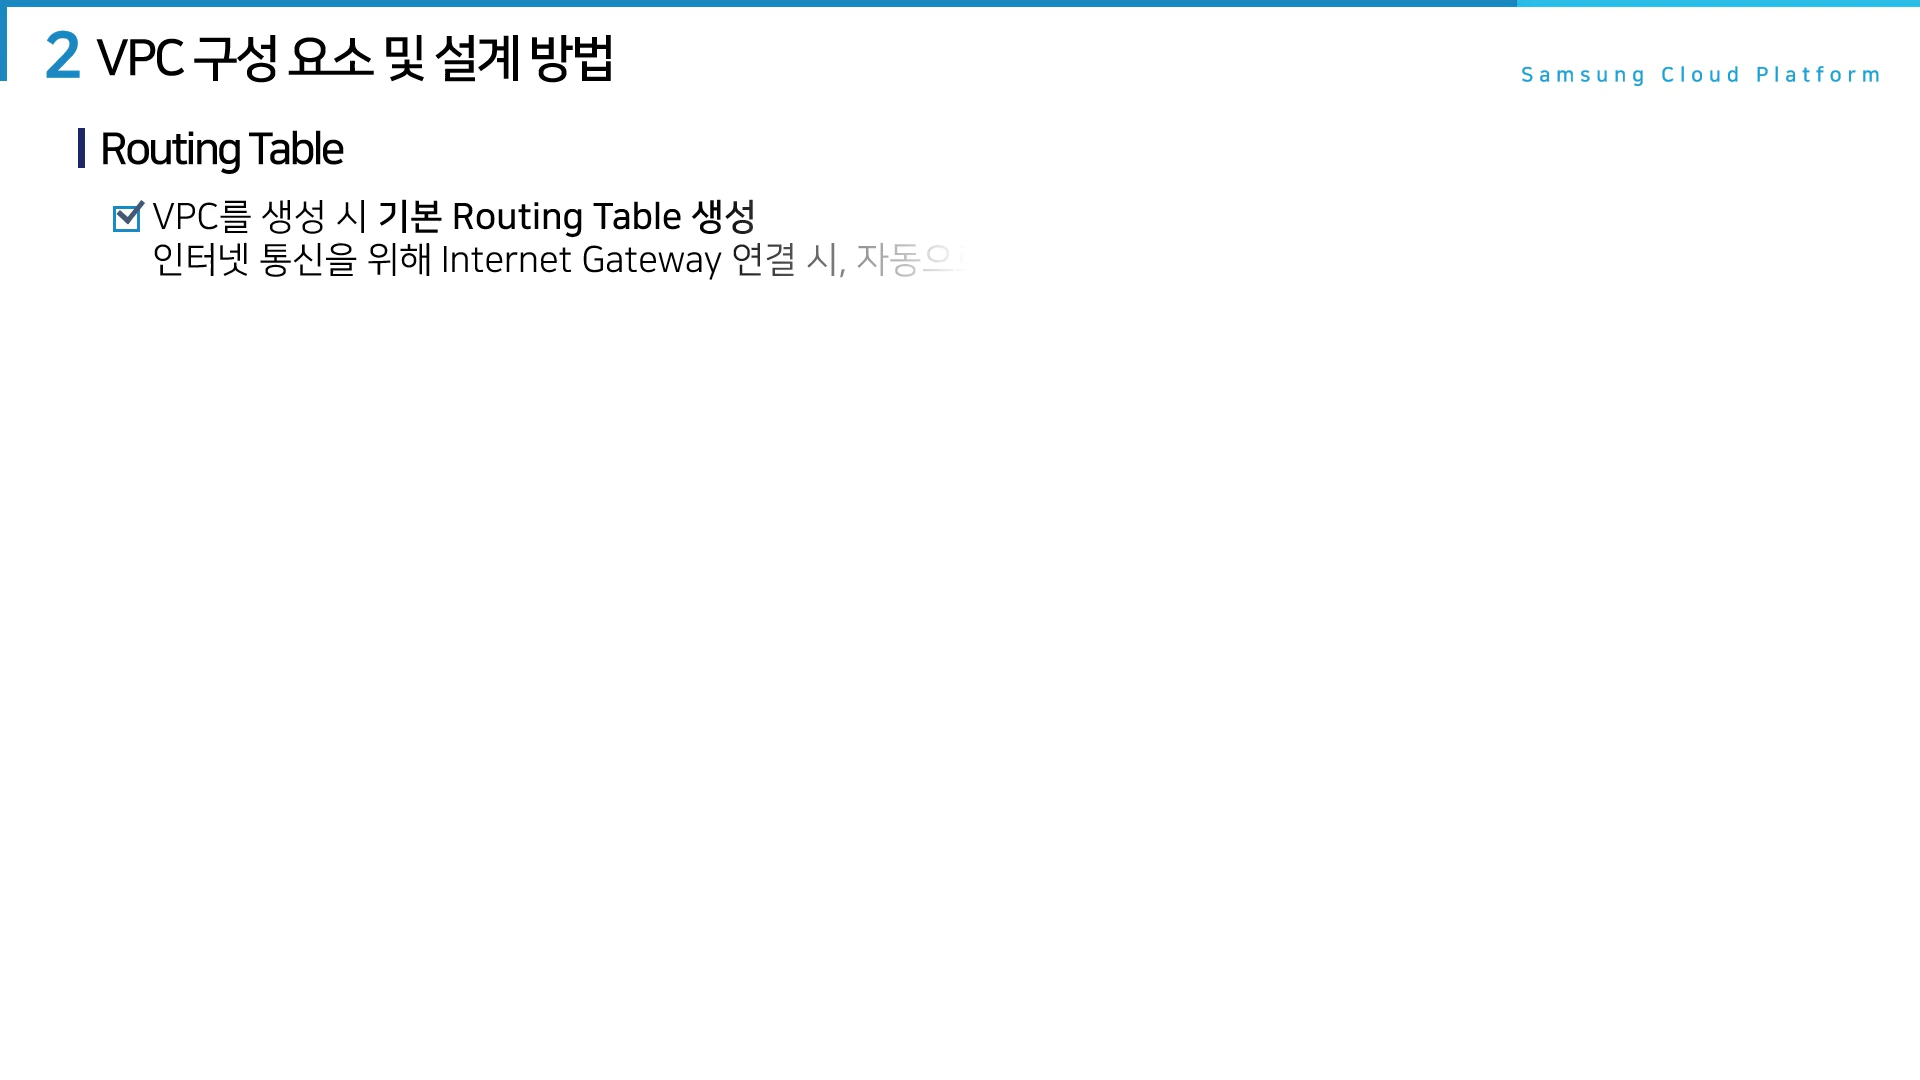 2 VPC 구성 요소 및 설계 방법
Samsung Cloud Platform
Routing Table
VPC를 생성 시 기본 Routing Table 생성
인터넷 통신을 위해 Internet Gateway 연결 시,